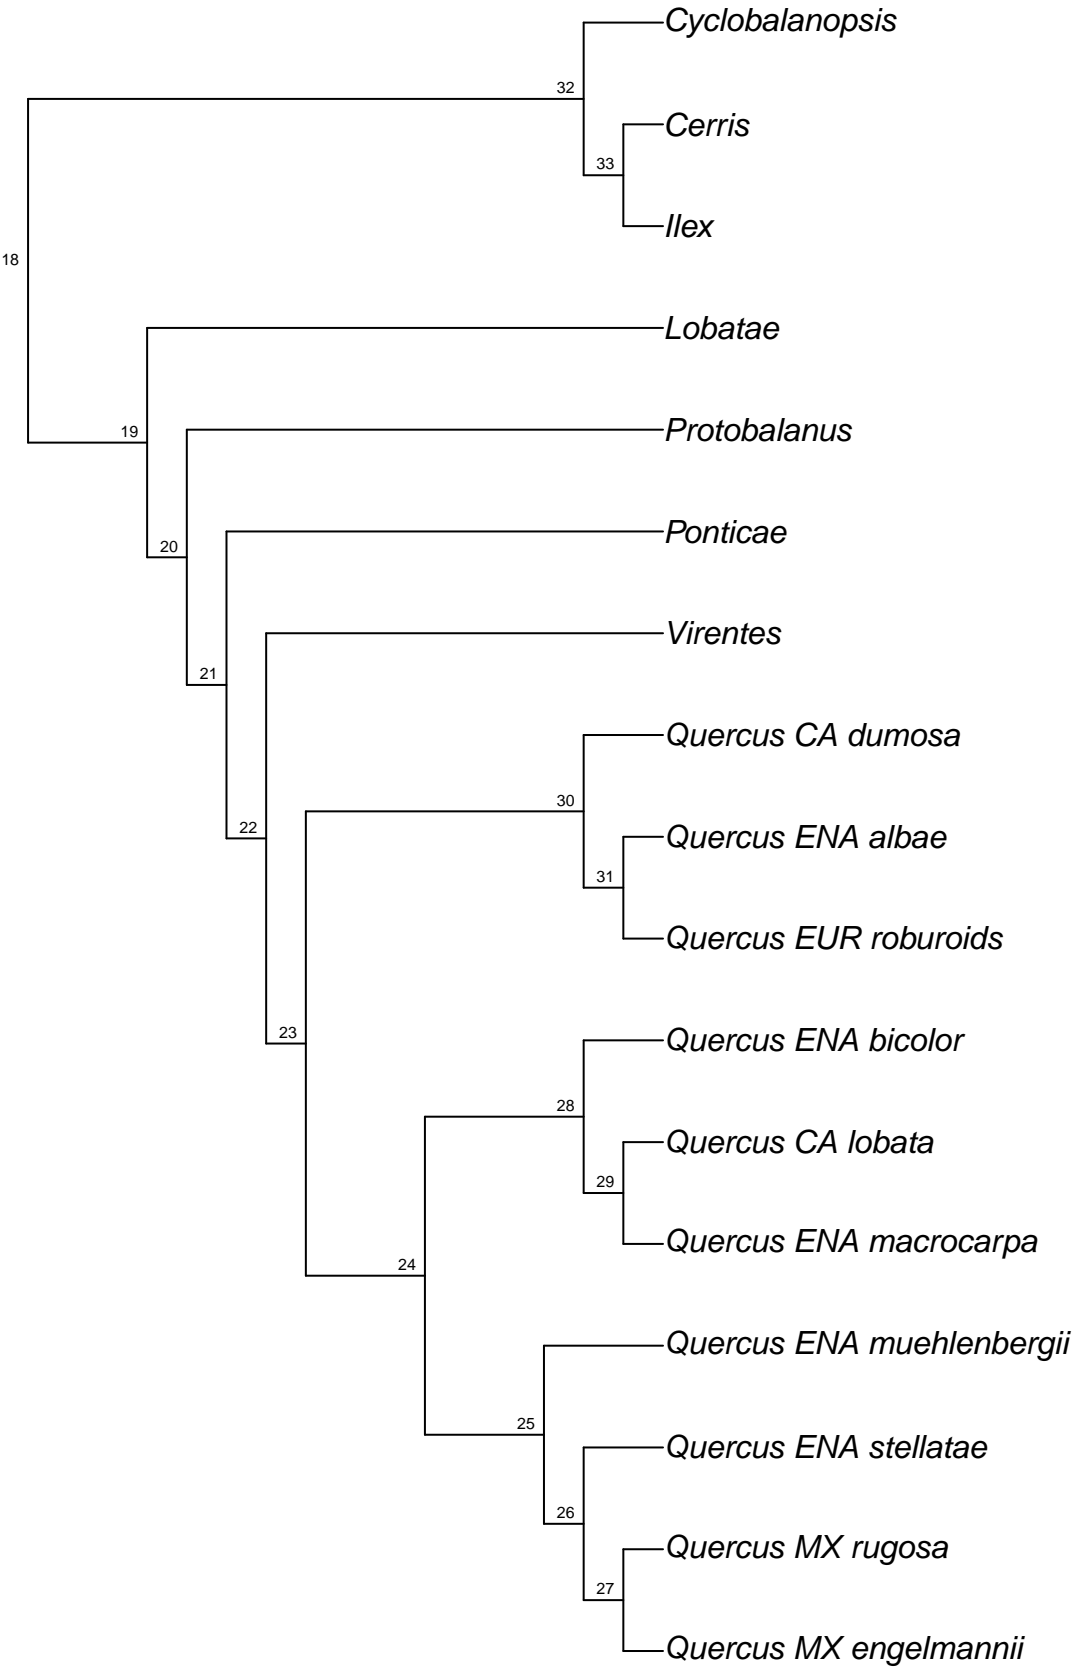 Cyclobalanopsis
32
Cerris
33
Ilex
18
Lobatae
19
Protobalanus
Ponticae
20
Virentes
21
Quercus CA dumosa
30
22
Quercus ENA albae
31
Quercus EUR roburoids
23
Quercus ENA bicolor
28
Quercus CA lobata
29
Quercus ENA macrocarpa
24
Quercus ENA muehlenbergii
25
Quercus ENA stellatae
26
Quercus MX rugosa
27
Quercus MX engelmannii